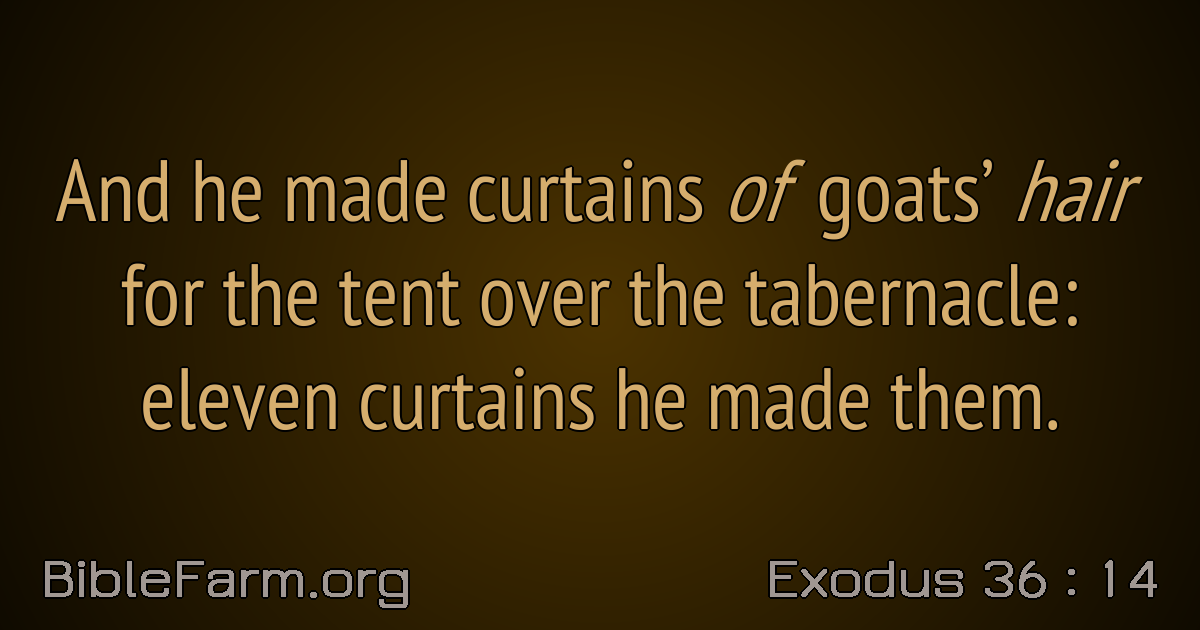 And he made curtains of goats’ hair
for the tent over the tabernacle:
eleven curtains he made them.
BibleFarm.org
Exodus 36 : 14